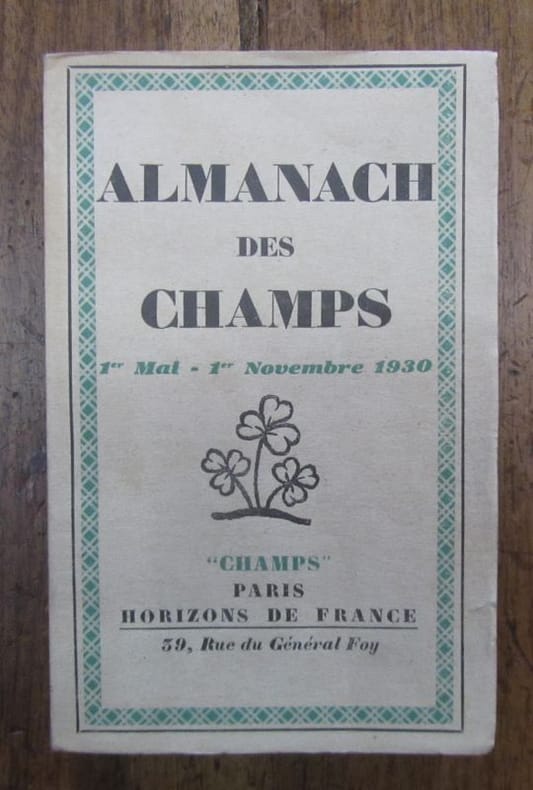 ALMANACH
DES
CHAMPS
1er Mai - 1er Novembre 1930
"CHAMPS"
PARIS
HORIZONS DE FRANCE
39, Rue du Général Foy